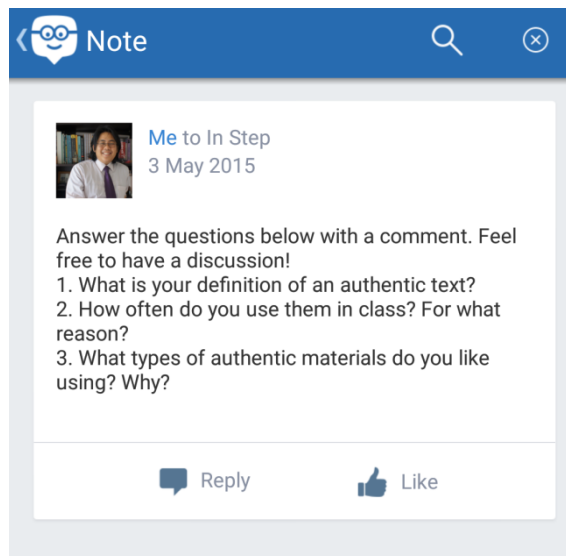 Note
Me to In Step
3 May 2015
Answer the questions below with a comment. Feel
free to have a discussion!
1. What is your definition of an authentic text?
2. How often do you use them in class? For what
reason?
3. What types of authentic materials do you like
using? Why?
Reply
Like